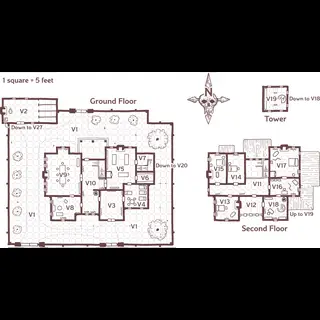 1 square = 5 feet
Ground Floor
N
V19
Down to V18
Tower
V2
V1
Down to V27
V5
V7
V6
Down to V20
V9
V10
V1
V8
V3
V4
V1
V15
V14
V11
V17
V16
V13
V12
V18
Up to V19
Second Floor